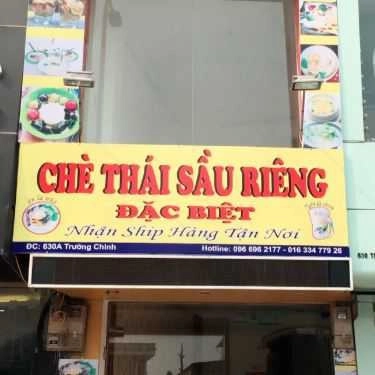 CHÈ THÁI SẦU RIÊNG
ĐẶC BIỆT
Nhận Ship Hàng Tận Nơi
ĐC: 630A Trường Chinh
Hotline: 096 696 2177 - 016 334 779 26